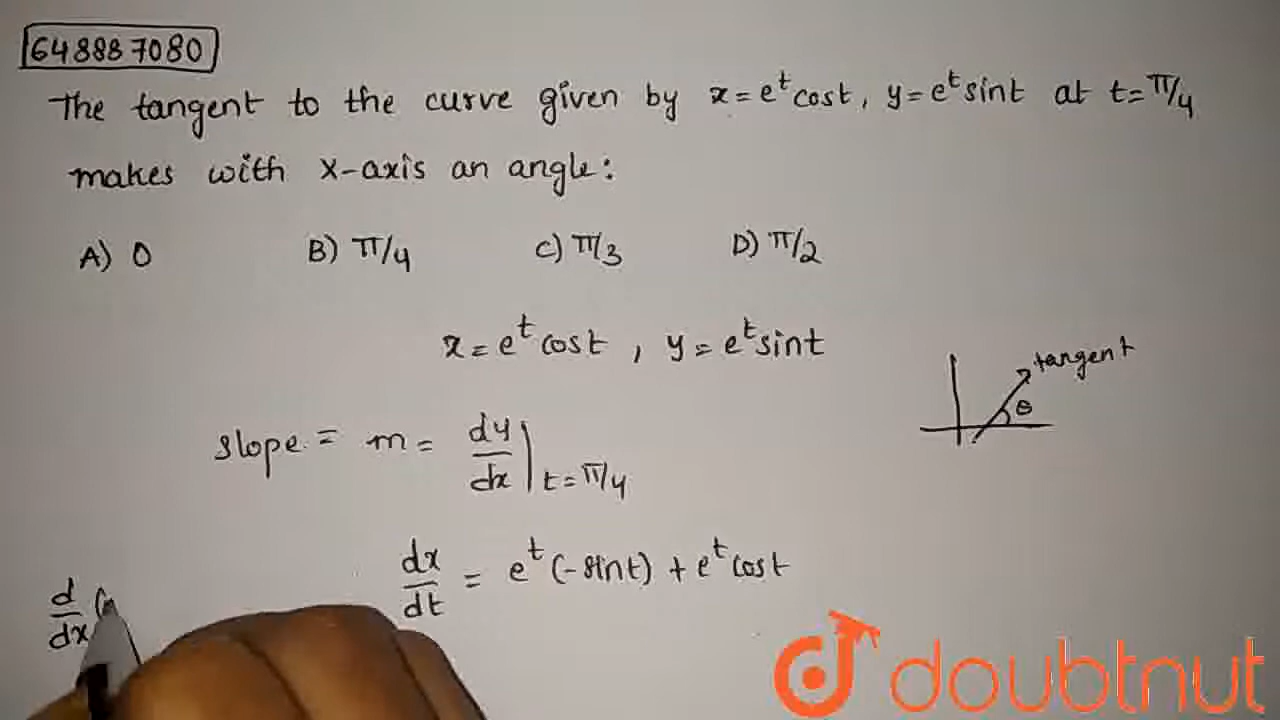 648887080
The tangent to the curve given by x=e^t cost, y=e^t sint at t=π/4
makes with x-axis an angle:
A) 0 B) π/4 C) π/3 D) π/2
x=e^t cost, y=e^t sint
tangent
θ
slope = m = dy/dx | t=π/4
dx/dt = e^t(-sint) + e^t cost
d/dx (
doubtnut